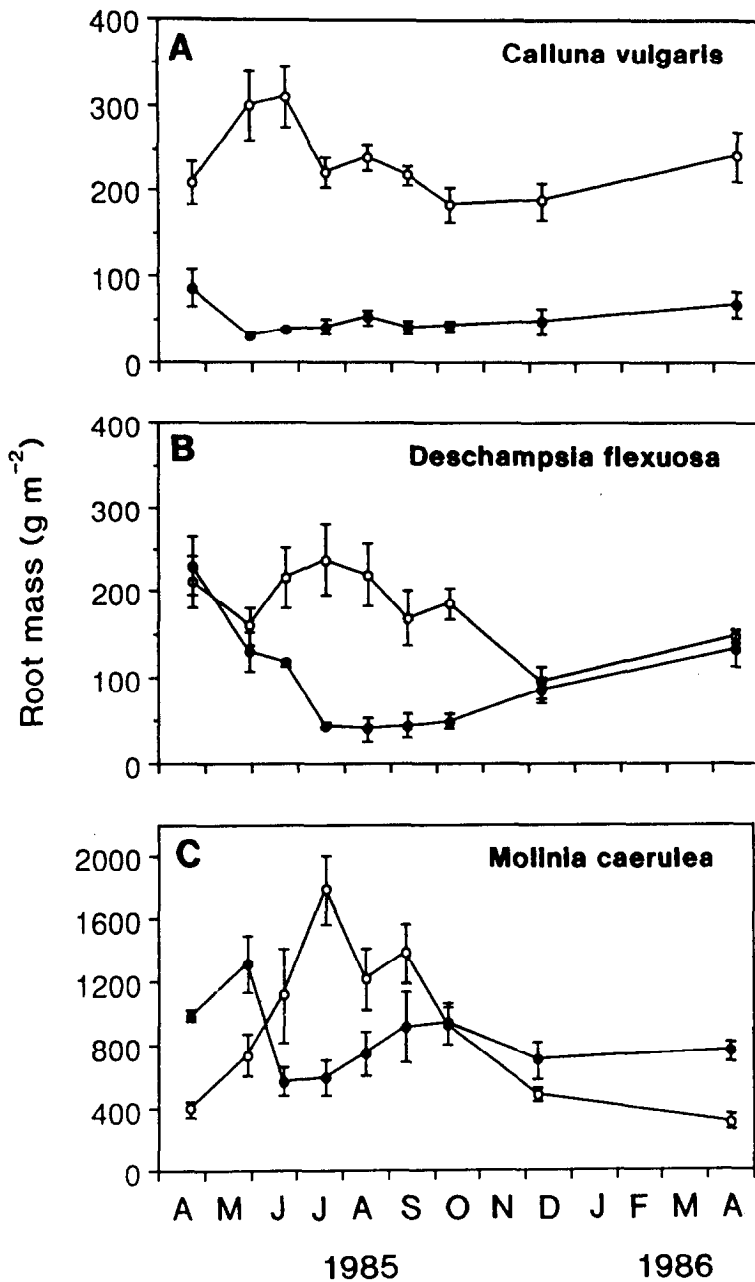 A
Calluna vulgaris
400
300
200
100
0
B
Deschampsia flexuosa
400
300
200
100
0
Root mass (g m⁻²)
C
Molinia caerulea
2000
1600
1200
800
400
0
A M J J A S O N D J F M A
1985 1986